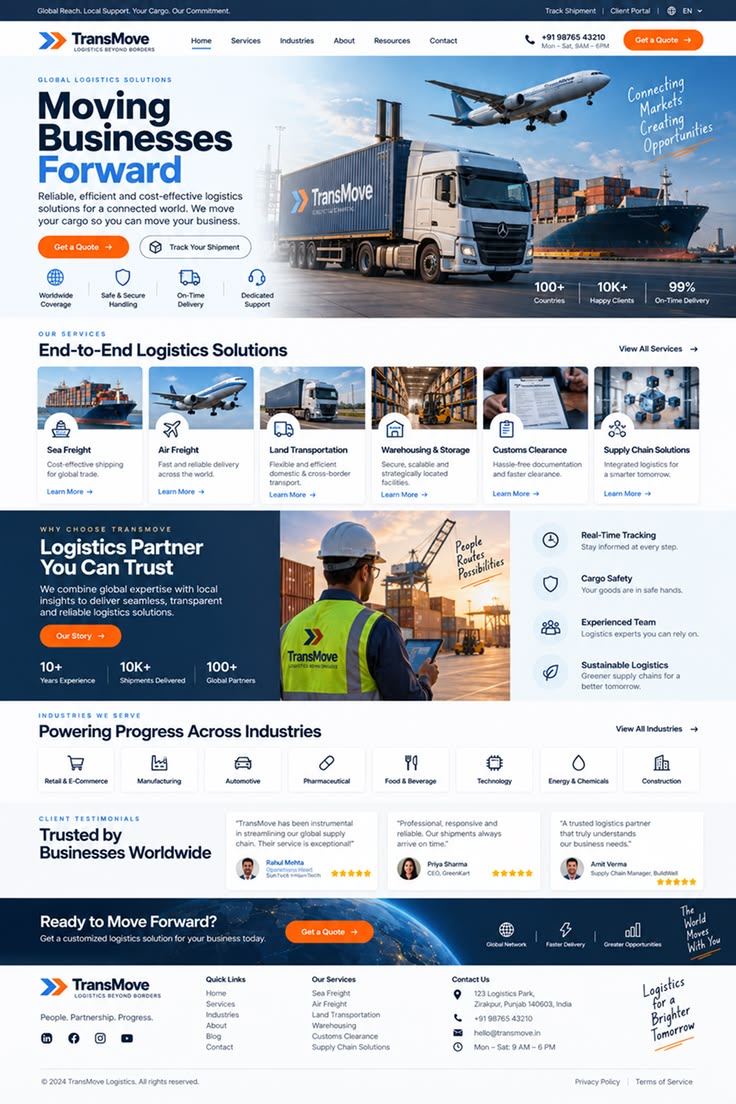 Global Reach. Local Support. Your Cargo. Our Commitment.
Track Shipment
Client Portal
EN
TransMove
LOGISTICS BEYOND BORDERS
Home
Services
Industries
About
Resources
Contact
+91 98765 43210
Mon – Sat, 9AM – 6PM
Get a Quote →
GLOBAL LOGISTICS SOLUTIONS
Moving
Businesses
Forward
Reliable, efficient and cost-effective logistics
solutions for a connected world. We move
your cargo so you can move your business.
Get a Quote →
Track Your Shipment
Worldwide
Coverage
Safe & Secure
Handling
On-Time
Delivery
Dedicated
Support
TransMove
TransMove
Connecting
Markets
Creating
Opportunities
100+
Countries
10K+
Happy Clients
99%
On-Time Delivery
OUR SERVICES
End-to-End Logistics Solutions
View All Services →
Sea Freight
Cost-effective shipping
for global trade.
Learn More →
Air Freight
Fast and reliable delivery
across the world.
Learn More →
Land Transportation
Flexible and efficient
domestic & cross-border
transport.
Learn More →
Warehousing & Storage
Secure, scalable and
strategically located
facilities.
Learn More →
Customs Clearance
Hassle-free documentation
and faster clearance.
Learn More →
Supply Chain Solutions
Integrated logistics for
a smarter tomorrow.
Learn More →
WHY CHOOSE TRANSMOVE
Logistics Partner
You Can Trust
We combine global expertise with local
insights to deliver seamless, transparent
and reliable logistics solutions.
Our Story →
10+
Years Experience
10K+
Shipments Delivered
100+
Global Partners
TransMove
People
Routes
Possibilities
Real-Time Tracking
Stay informed at every step.
Cargo Safety
Your goods are in safe hands.
Experienced Team
Logistics experts you can rely on.
Sustainable Logistics
Greener supply chains for a
better tomorrow.
INDUSTRIES WE SERVE
Powering Progress Across Industries
View All Industries →
Retail & E-Commerce
Manufacturing
Automotive
Pharmaceutical
Food & Beverage
Technology
Energy & Chemicals
Construction
CLIENT TESTIMONIALS
Trusted by
Businesses Worldwide
"TransMove has been instrumental
in streamlining our global supply
chain. Their service is exceptional!"
Rahul Mehta
"Professional, responsive and
reliable. Our shipments always
arrive on time."
Priya Sharma
CEO, GreenKart
"A trusted logistics partner
that truly understands
our business needs."
Amit Verma
Supply Chain Manager, BuildWell
Ready to Move Forward?
Get a customized logistics solution for your business today.
Get a Quote →
Global Network
Faster Delivery
Greater Opportunities
The
World
Moves
With You
TransMove
LOGISTICS BEYOND BORDERS
People. Partnership. Progress.
Quick Links
Home
Services
Industries
About
Blog
Contact
Our Services
Sea Freight
Air Freight
Land Transportation
Warehousing
Customs Clearance
Supply Chain Solutions
Contact Us
123 Logistics Park,
Zirakpur, Punjab 140603, India
+91 98765 43210
hello@transmove.in
Mon – Sat: 9 AM – 6 PM
Logistics
for a
Brighter
Tomorrow
© 2024 TransMove Logistics. All rights reserved.
Privacy Policy
Terms of Service